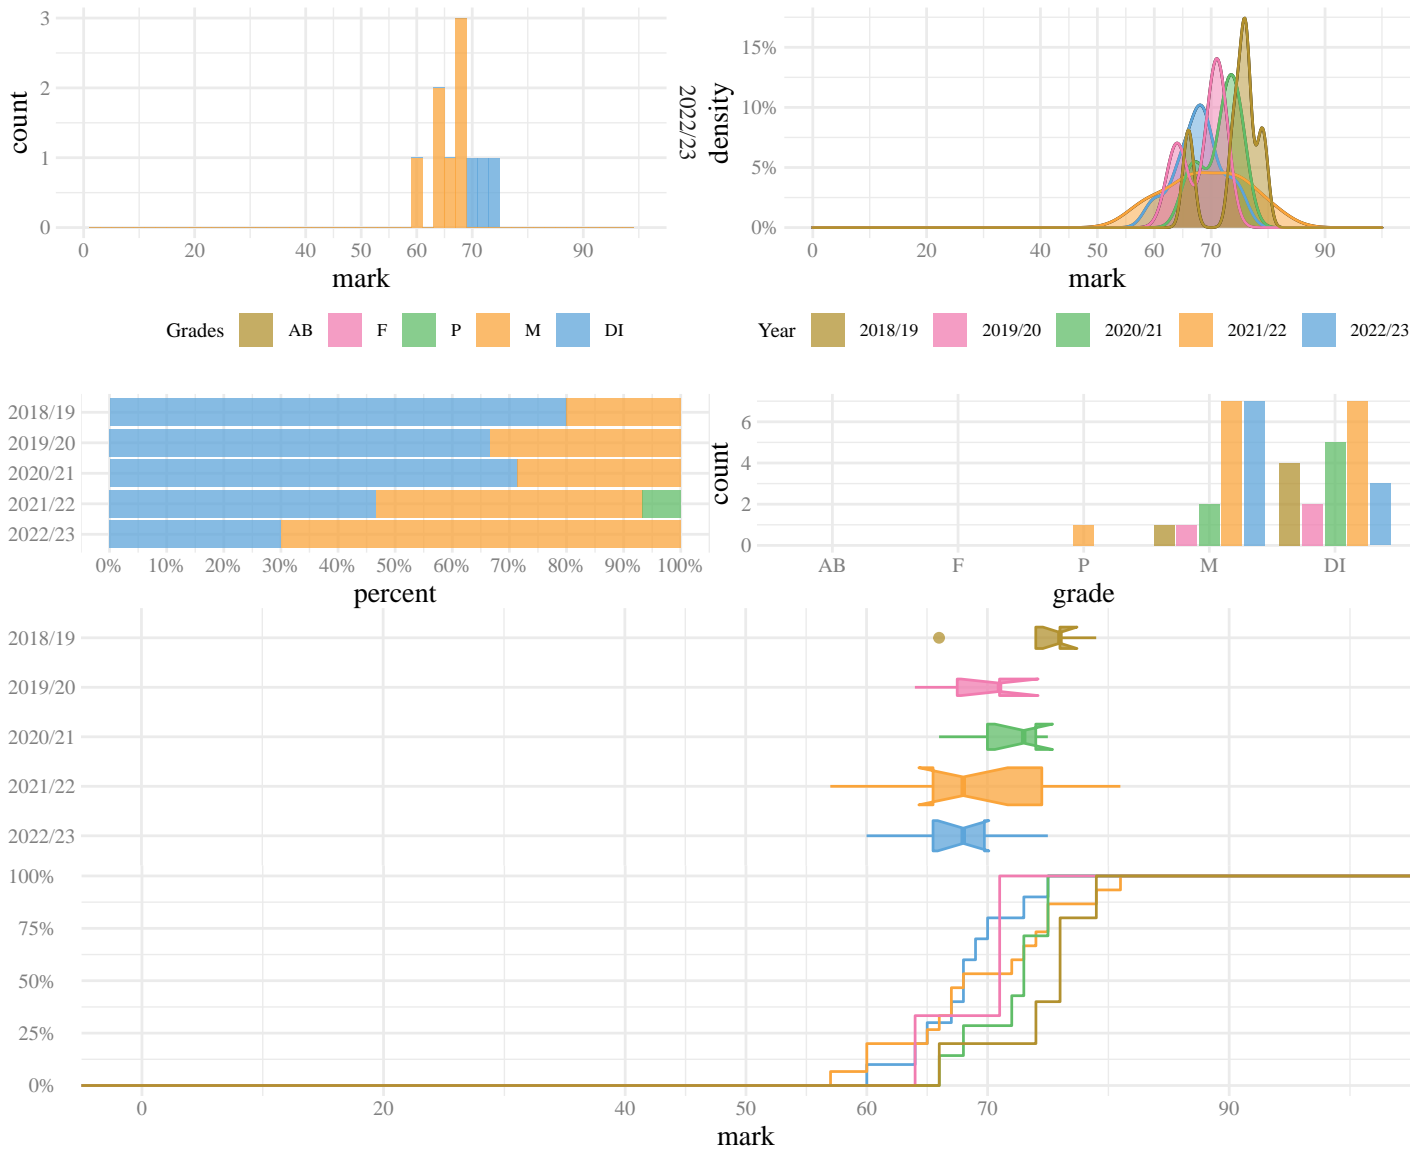 3
2
1
0
count
0 20 40 50 60 70 90
mark
2022/23
15%
10%
5%
0%
density
0 20 40 50 60 70 90
mark
Grades AB F P M DI
Year 2018/19 2019/20 2020/21 2021/22 2022/23
2018/19
2019/20
2020/21
2021/22
2022/23
0% 10% 20% 30% 40% 50% 60% 70% 80% 90% 100%
percent
6
4
2
0
count
AB F P M DI
grade
2018/19
2019/20
2020/21
2021/22
2022/23
100%
75%
50%
25%
0%
0 20 40 50 60 70 90
mark